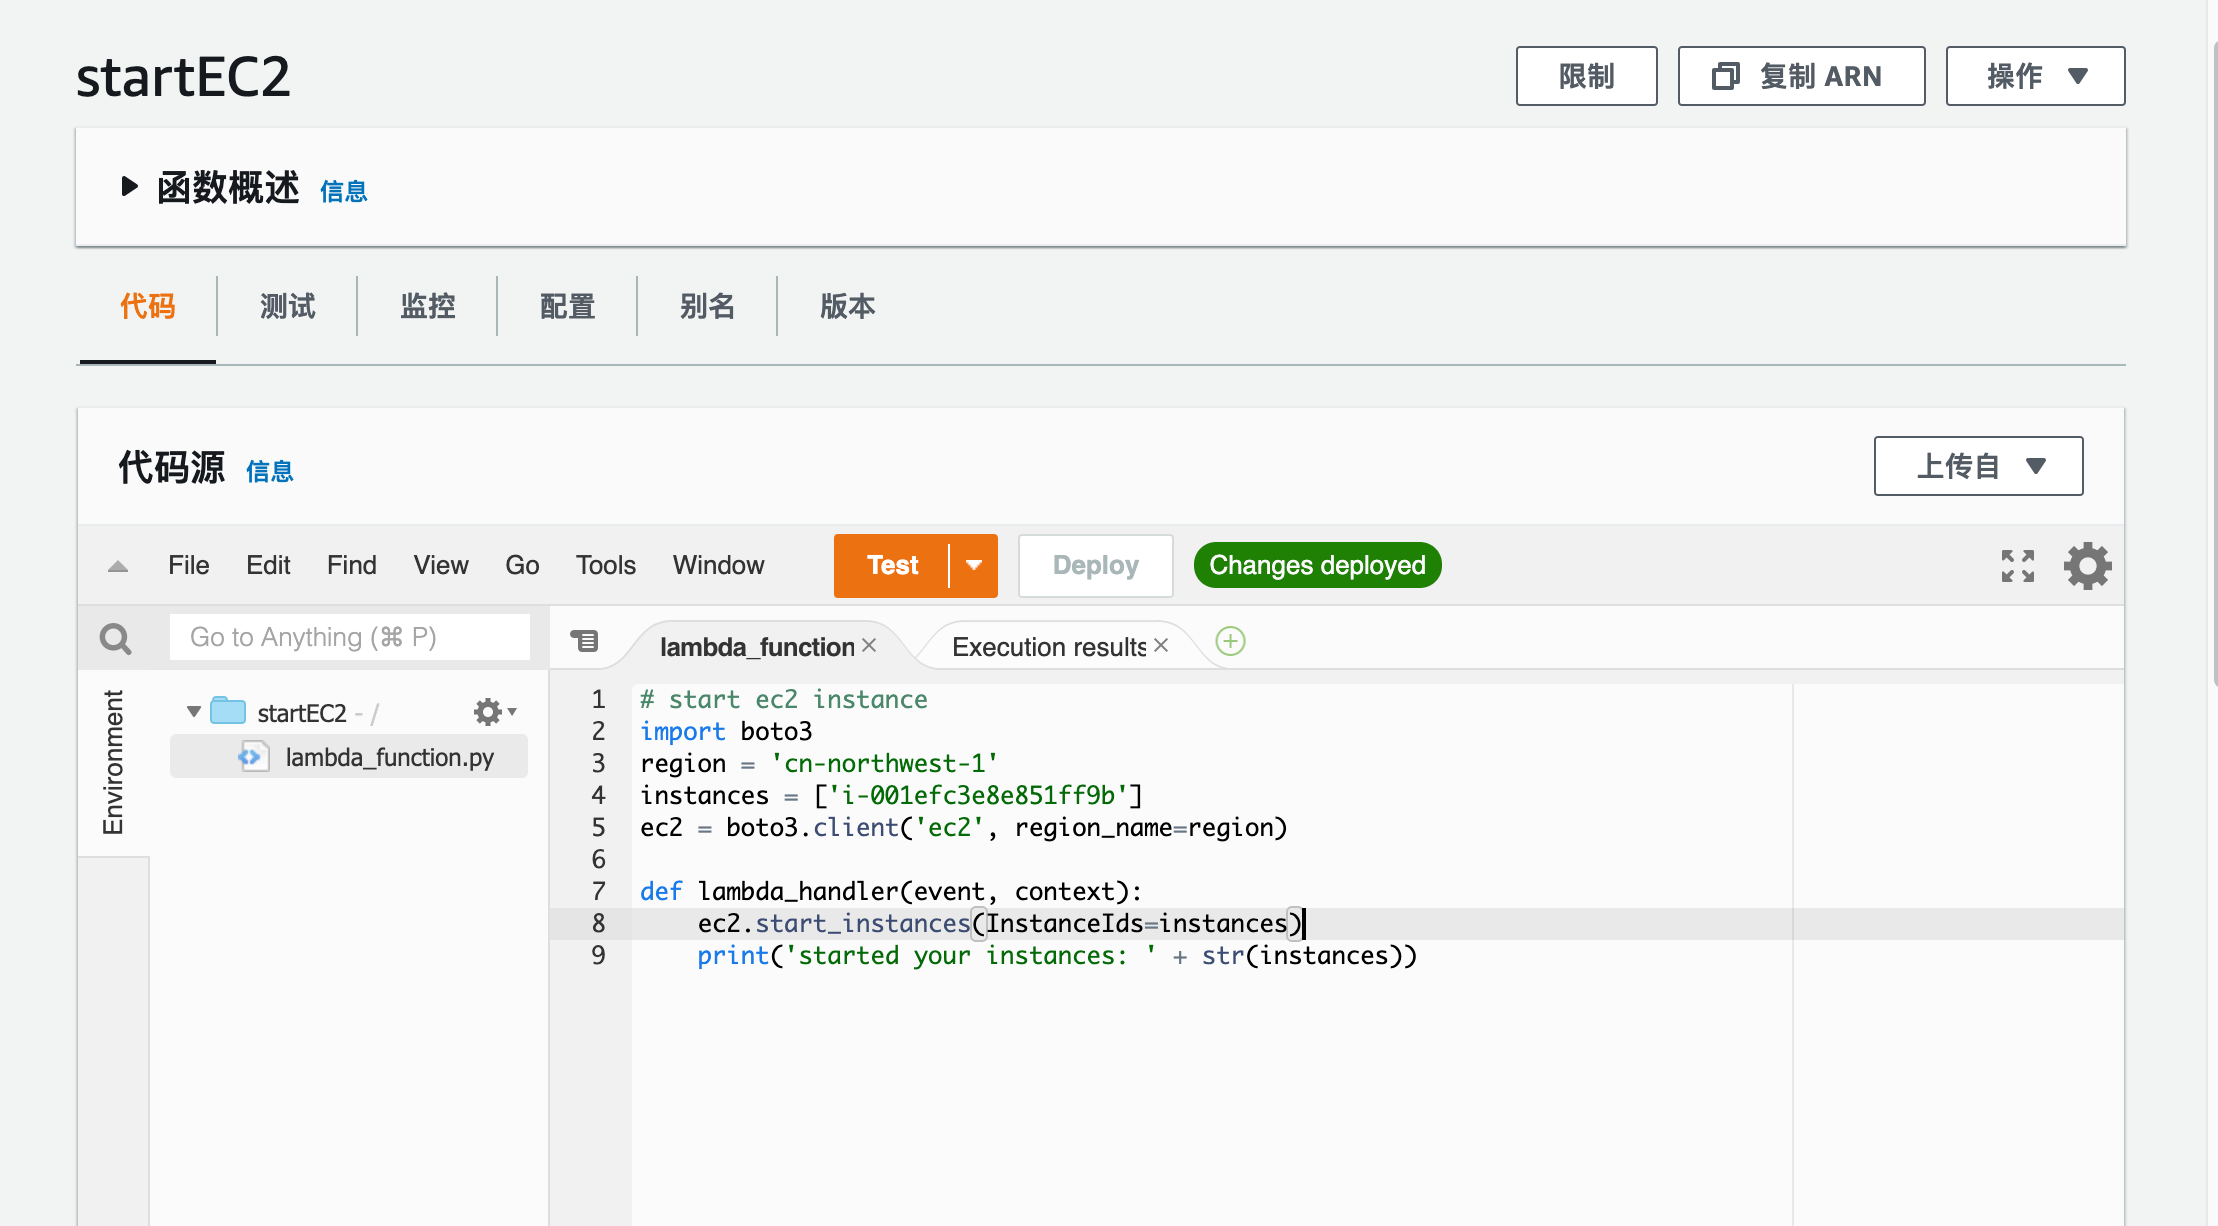 startEC2
限制
复制 ARN
操作
函数概述 信息
代码 测试 监控 配置 别名 版本
代码源 信息
上传自
File Edit Find View Go Tools Window Test Deploy Changes deployed
Go to Anything (⌘ P)
lambda_function
Execution results
Environment
startEC2 - /
lambda_function.py
1 # start ec2 instance
2 import boto3
3 region = 'cn-northwest-1'
4 instances = ['i-001efc3e8e851ff9b']
5 ec2 = boto3.client('ec2', region_name=region)
6
7 def lambda_handler(event, context):
8     ec2.start_instances(InstanceIds=instances)
9     print('started your instances: ' + str(instances))